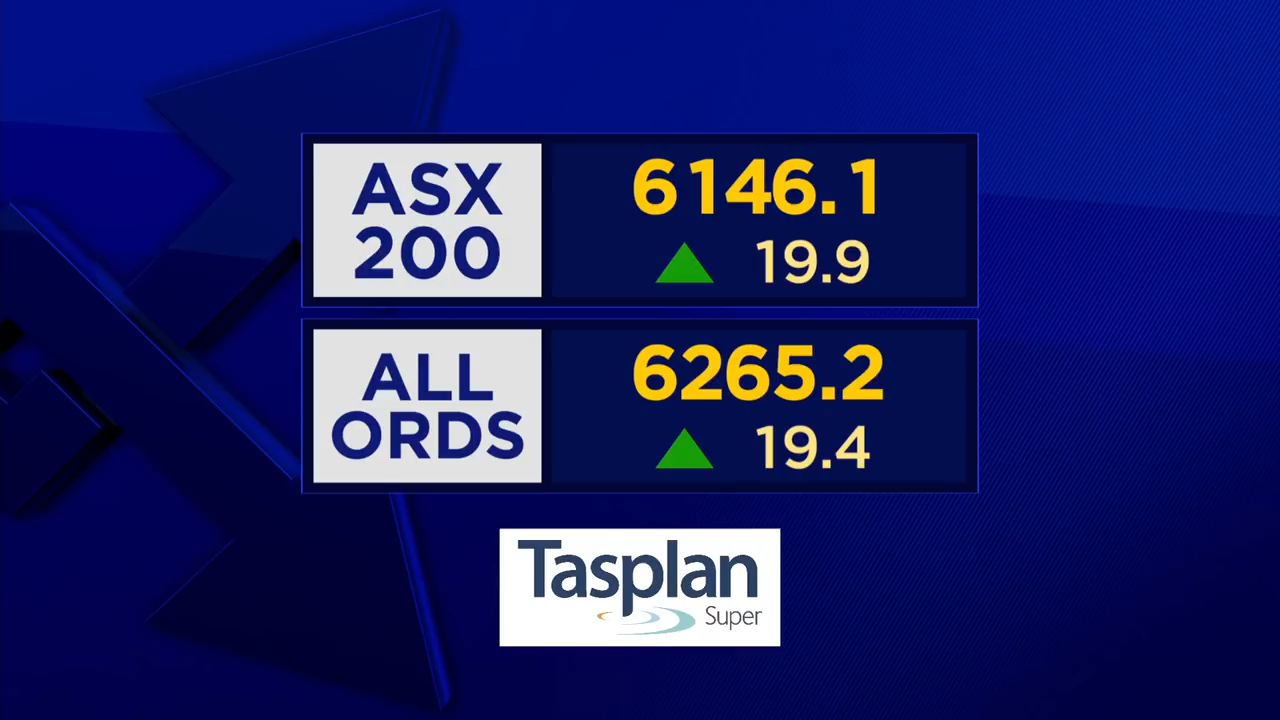 ASX
200
6146.1
19.9
ALL
ORDS
6265.2
19.4
Tasplan
Super